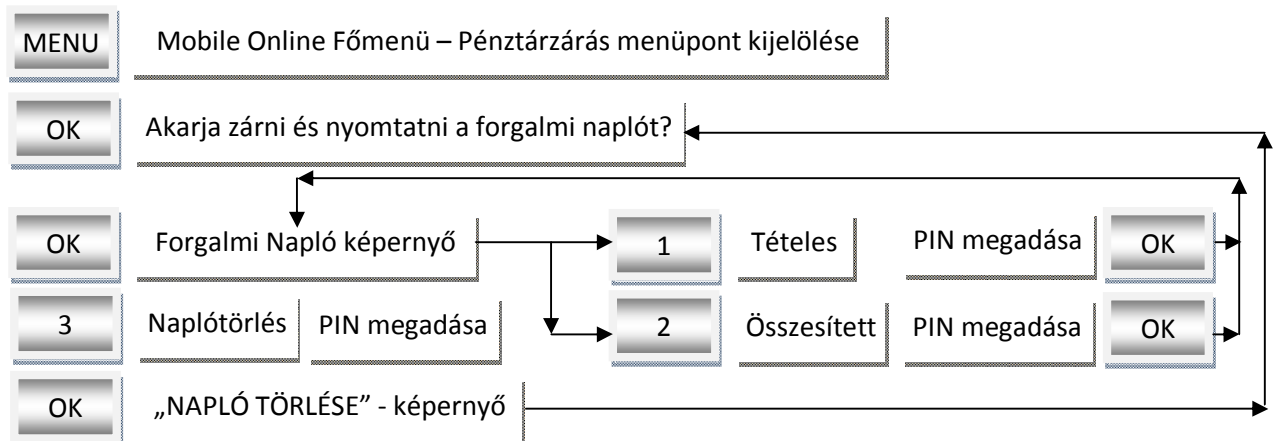 MENU Mobile Online Főmenü – Pénztárzárás menüpont kijelölése
OK Akarja zárni és nyomtatni a forgalmi naplót?
OK Forgalmi Napló képernyő 1 Tételes PIN megadása OK
3 Naplótörlés PIN megadása 2 Összesített PIN megadása OK
OK „NAPLÓ TÖRLÉSE” - képernyő